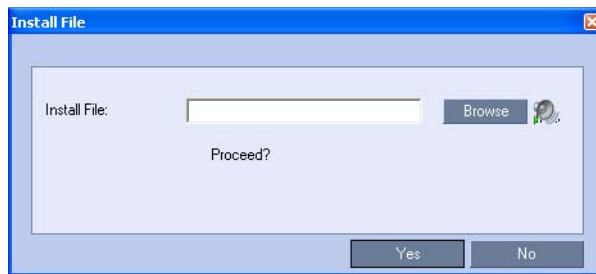 Install File
Install File:
Browse
Proceed?
Yes
No